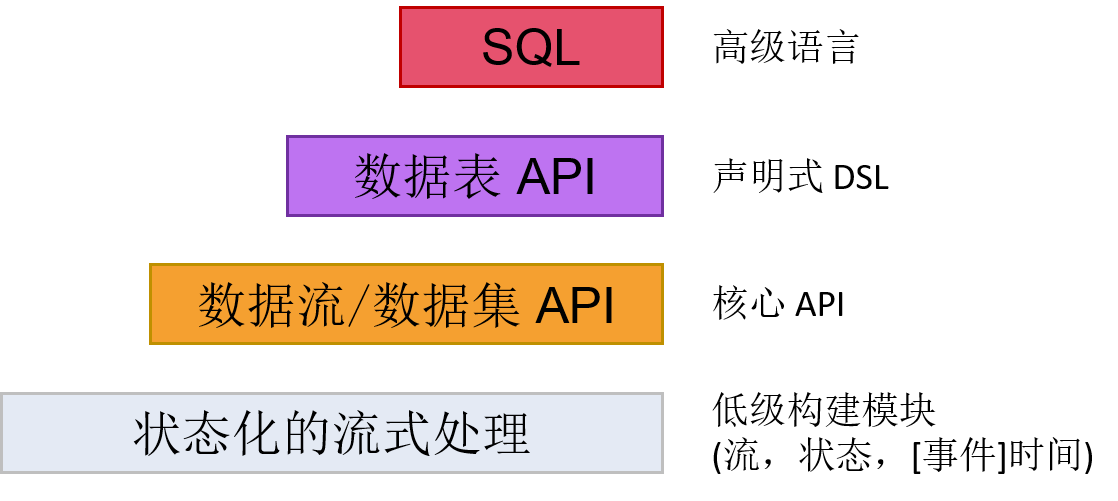 SQL
高级语言
数据表 API
声明式 DSL
数据流/数据集 API
核心 API
状态化的流式处理
低级构建模块
(流，状态，[事件]时间)